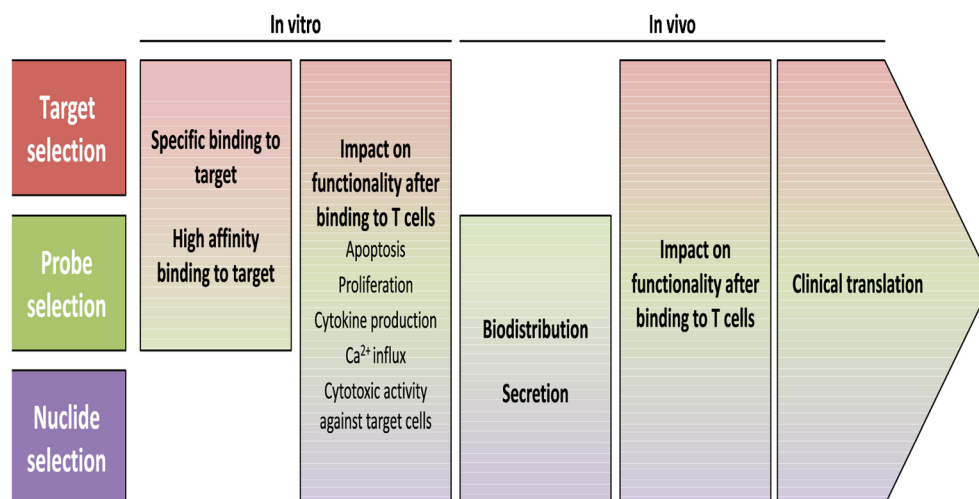 In vitro
In vivo
Target
selection
Probe
selection
Nuclide
selection
Specific binding to
target
High affinity
binding to target
Impact on
functionality after
binding to T cells
Apoptosis
Proliferation
Cytokine production
Ca²⁺ influx
Cytotoxic activity
against target cells
Biodistribution
Secretion
Impact on
functionality after
binding to T cells
Clinical translation